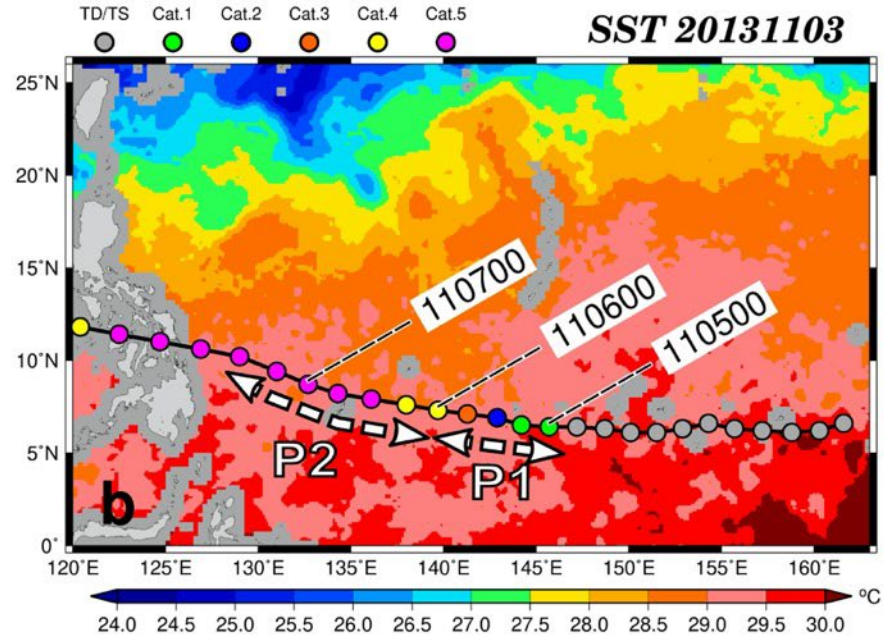 TD/TS Cat.1 Cat.2 Cat.3 Cat.4 Cat.5
SST 20131103
25°N
20°N
15°N
10°N
5°N
0°
110700
110600
110500
P2
P1
b
120°E 125°E 130°E 135°E 140°E 145°E 150°E 155°E 160°E
°C
24.0 24.5 25.0 25.5 26.0 26.5 27.0 27.5 28.0 28.5 29.0 29.5 30.0